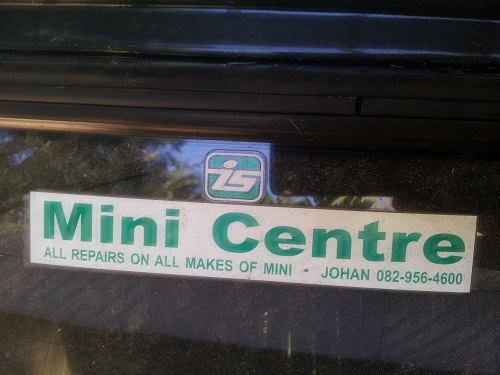 is
Mini Centre
ALL REPAIRS ON ALL MAKES OF MINI - JOHAN 082-956-4600